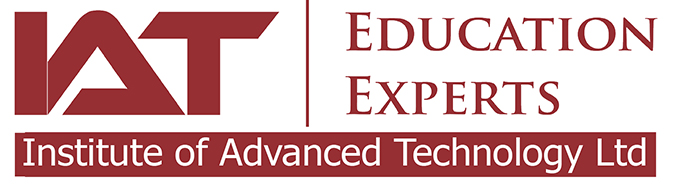 IAT
EDUCATION
EXPERTS
Institute of Advanced Technology Ltd